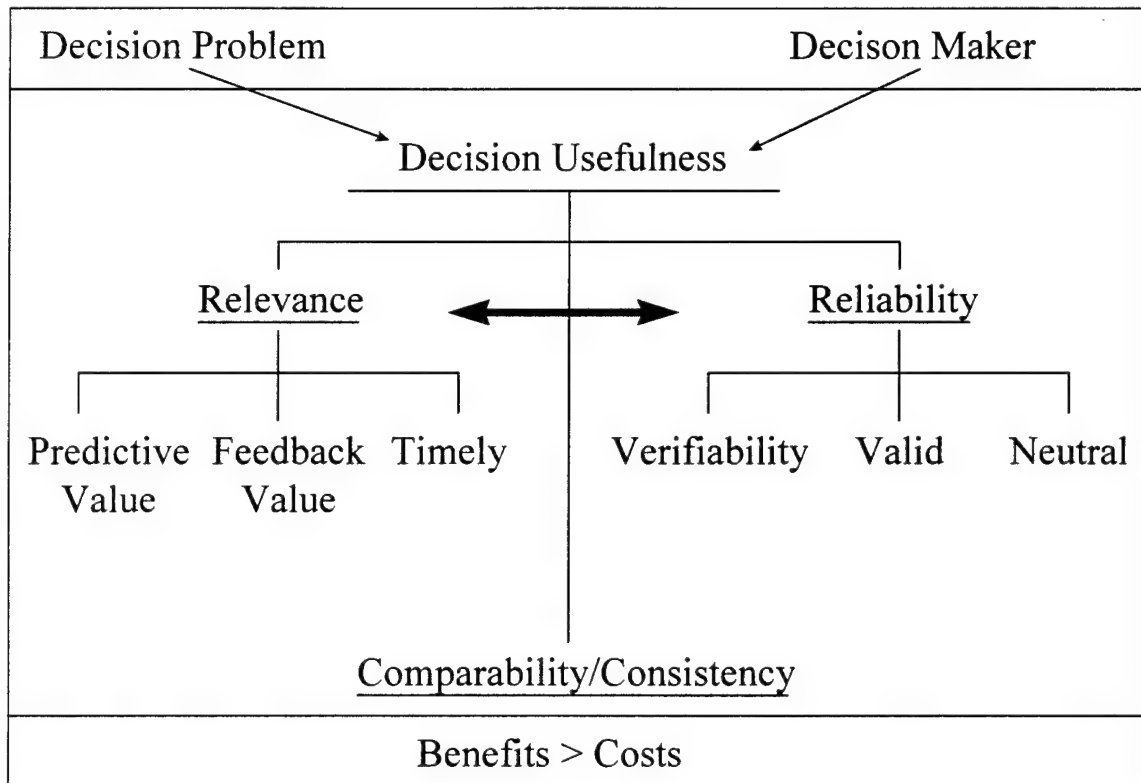 Decision Problem
Decison Maker
Decision Usefulness
Relevance
Reliability
Predictive Feedback Timely
Value Value
Verifiability Valid Neutral
Comparability/Consistency
Benefits > Costs